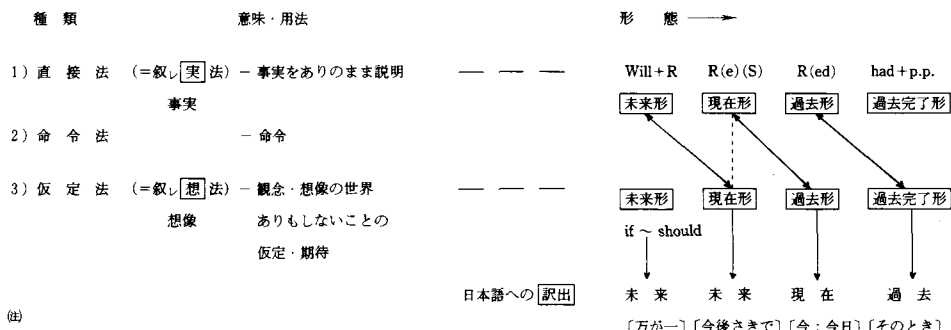 種 類 意味・用法 形 態 →
1) 直 接 法 (=叙レ実法) − 事実をありのまま説明 — — — Will+R R(e)(S) R(ed) had+p.p.
事実 未来形 現在形 過去形 過去完了形
2) 命 令 法 − 命令
3) 仮 定 法 (=叙レ想法) − 観念・想像の世界 — — — 未来形 現在形 過去形 過去完了形
想像 ありもしないことの if ~ should
仮定・期待
日本語への 訳出 未 来 未 来 現 在 過 去
(注) 〔万が一〕〔今後さきで〕〔今:今日〕〔そのとき〕